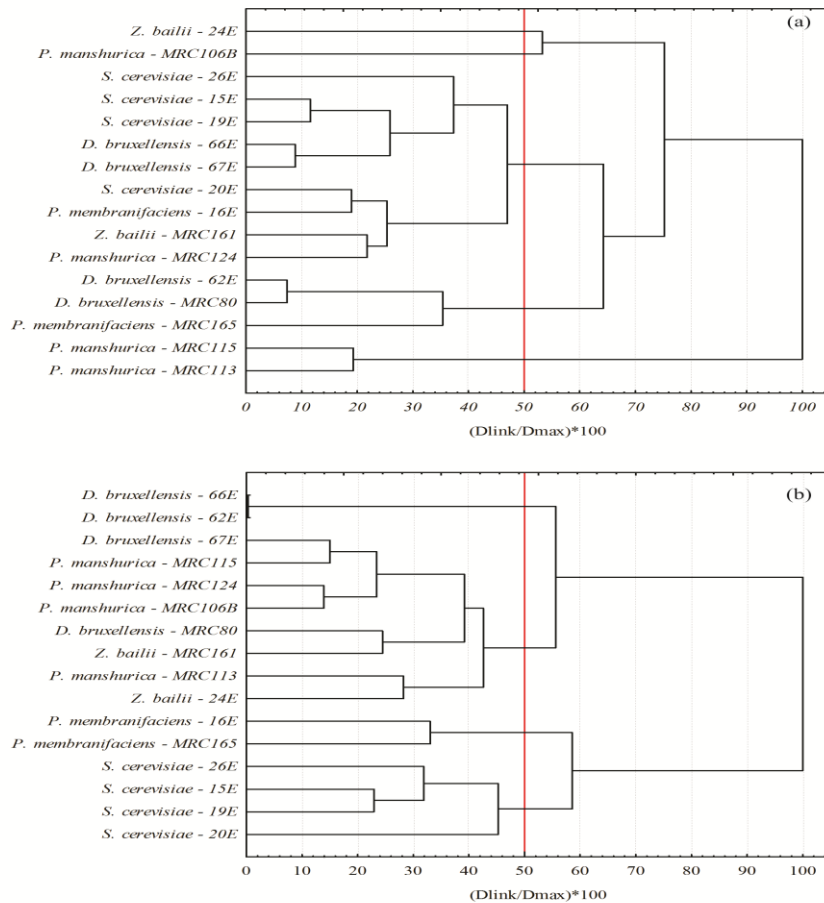 (a)
Z. bailii - 24E
P. manshurica - MRC106B
S. cerevisiae - 26E
S. cerevisiae - 15E
S. cerevisiae - 19E
D. bruxellensis - 66E
D. bruxellensis - 67E
S. cerevisiae - 20E
P. membranifaciens - 16E
Z. bailii - MRC161
P. manshurica - MRC124
D. bruxellensis - 62E
D. bruxellensis - MRC80
P. membranifaciens - MRC165
P. manshurica - MRC115
P. manshurica - MRC113
0 10 20 30 40 50 60 70 80 90 100
(Dlink/Dmax)*100
(b)
D. bruxellensis - 66E
D. bruxellensis - 62E
D. bruxellensis - 67E
P. manshurica - MRC115
P. manshurica - MRC124
P. manshurica - MRC106B
D. bruxellensis - MRC80
Z. bailii - MRC161
P. manshurica - MRC113
Z. bailii - 24E
P. membranifaciens - 16E
P. membranifaciens - MRC165
S. cerevisiae - 26E
S. cerevisiae - 15E
S. cerevisiae - 19E
S. cerevisiae - 20E
0 10 20 30 40 50 60 70 80 90 100
(Dlink/Dmax)*100